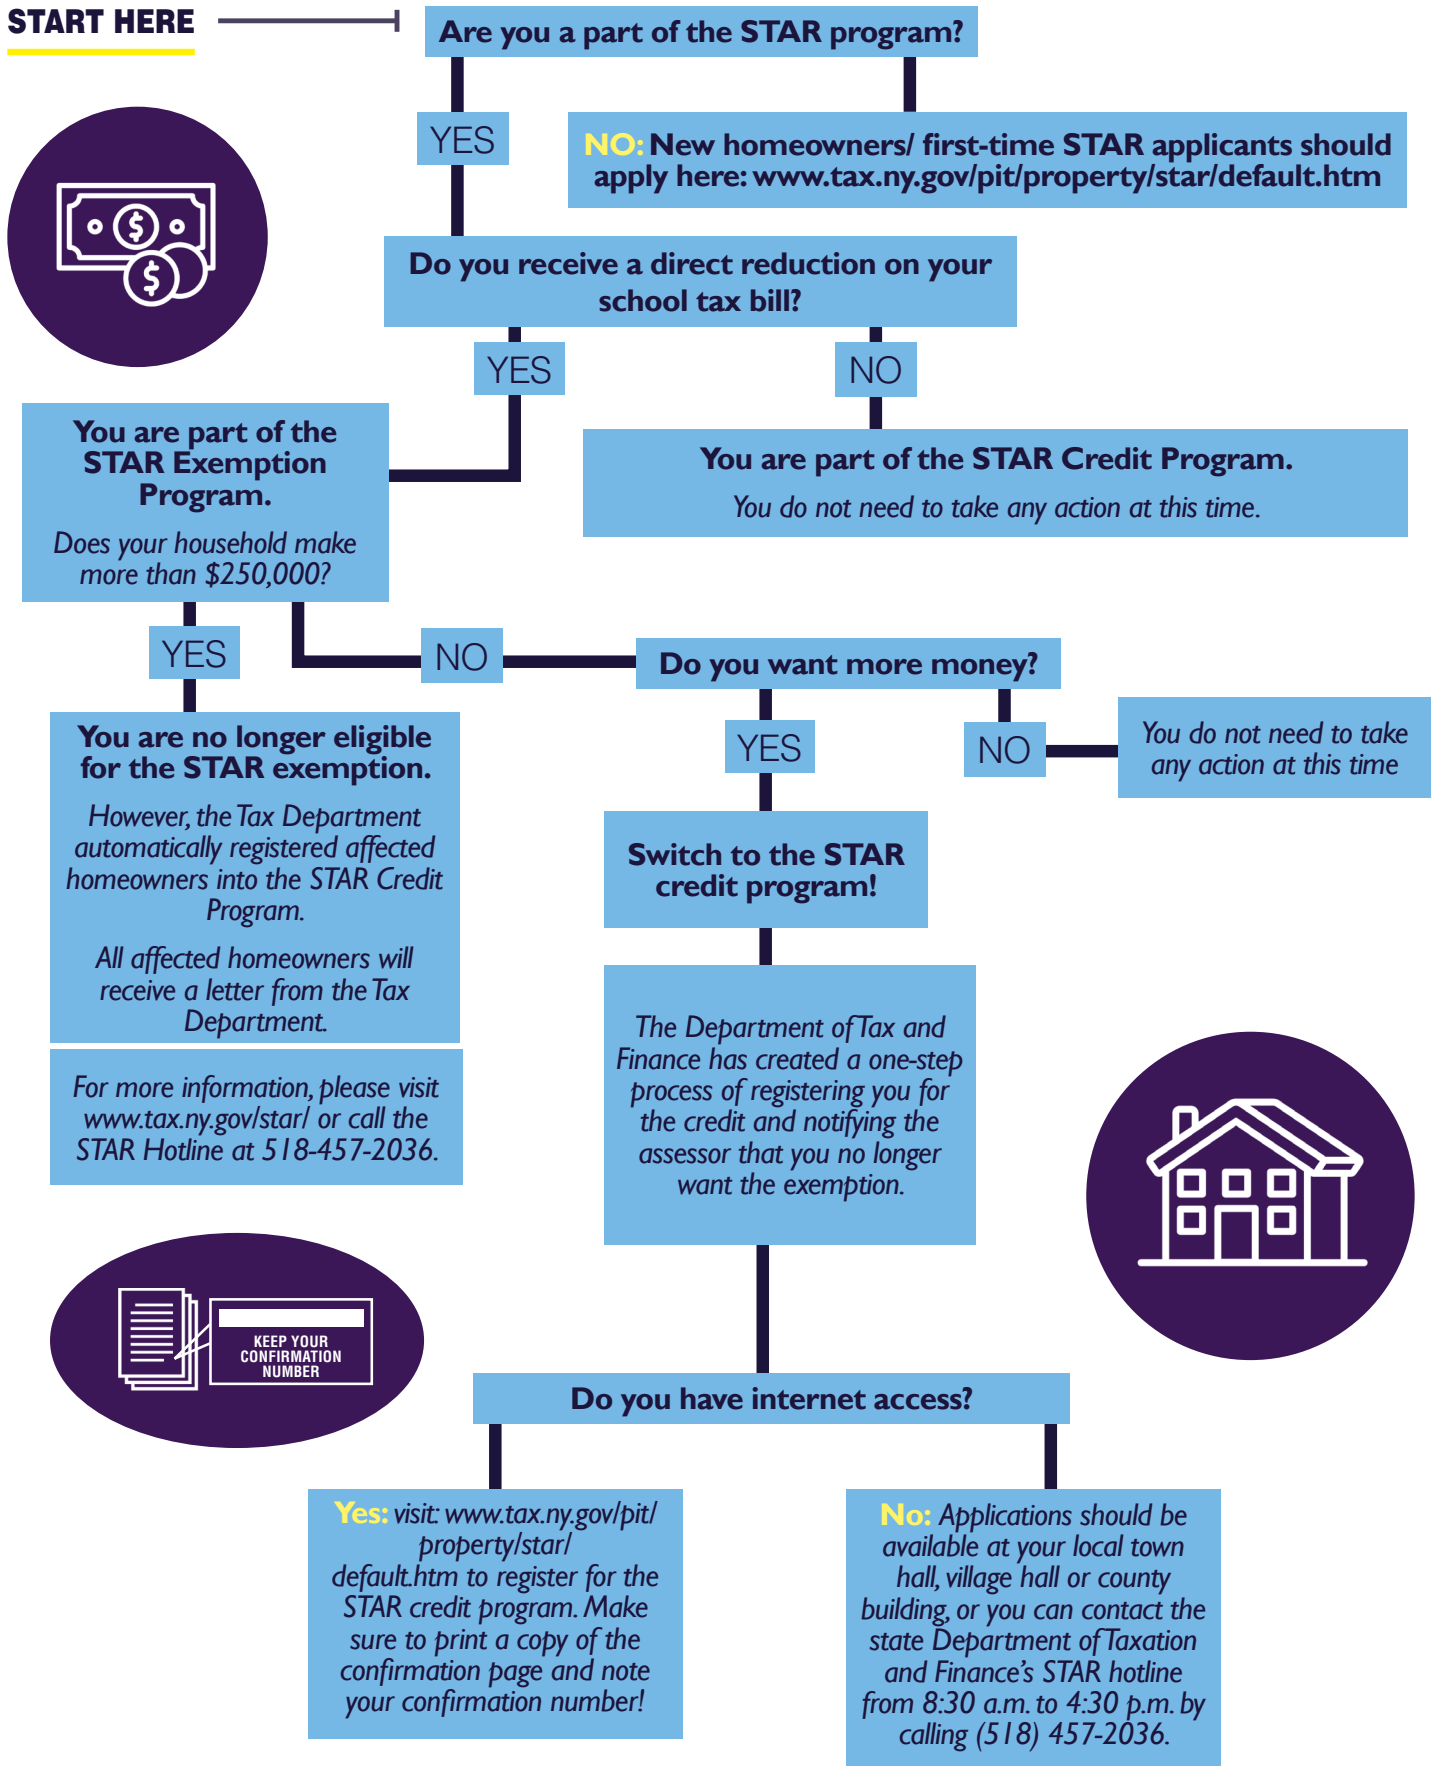 START HERE
Are you a part of the STAR program?
YES
NO: New homeowners/ first-time STAR applicants should
apply here: www.tax.ny.gov/pit/property/star/default.htm
$
$
Do you receive a direct reduction on your
school tax bill?
YES
NO
You are part of the
STAR Exemption
Program.
Does your household make
more than $250,000?
You are part of the STAR Credit Program.
You do not need to take any action at this time.
YES
NO
Do you want more money?
YES
NO
You do not need to take
any action at this time
You are no longer eligible
for the STAR exemption.
However, the Tax Department
automatically registered affected
homeowners into the STAR Credit
Program.
All affected homeowners will
receive a letter from the Tax
Department.
For more information, please visit
www.tax.ny.gov/star/ or call the
STAR Hotline at 518-457-2036.
Switch to the STAR
credit program!
The Department of Tax and
Finance has created a one-step
process of registering you for
the credit and notifying the
assessor that you no longer
want the exemption.
KEEP YOUR
CONFIRMATION
NUMBER
Do you have internet access?
Yes: visit: www.tax.ny.gov/pit/
property/star/
default.htm to register for the
STAR credit program. Make
sure to print a copy of the
confirmation page and note
your confirmation number!
No: Applications should be
available at your local town
hall, village hall or county
building, or you can contact the
state Department of Taxation
and Finance's STAR hotline
from 8:30 a.m. to 4:30 p.m. by
calling (518) 457-2036.